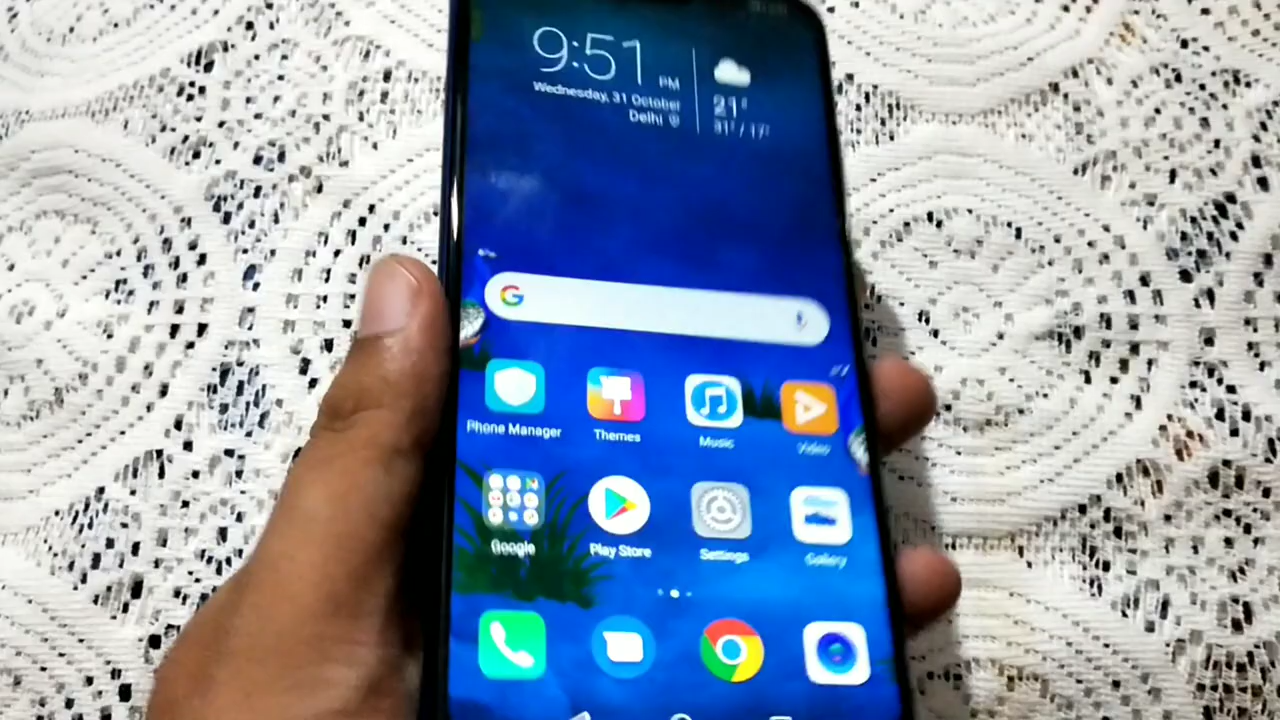 9:51 PM
Wednesday, 31 October
Delhi
21°
31° / 17°
G
Phone Manager
Themes
Music
Video
Google
Play Store
Settings
Gallery